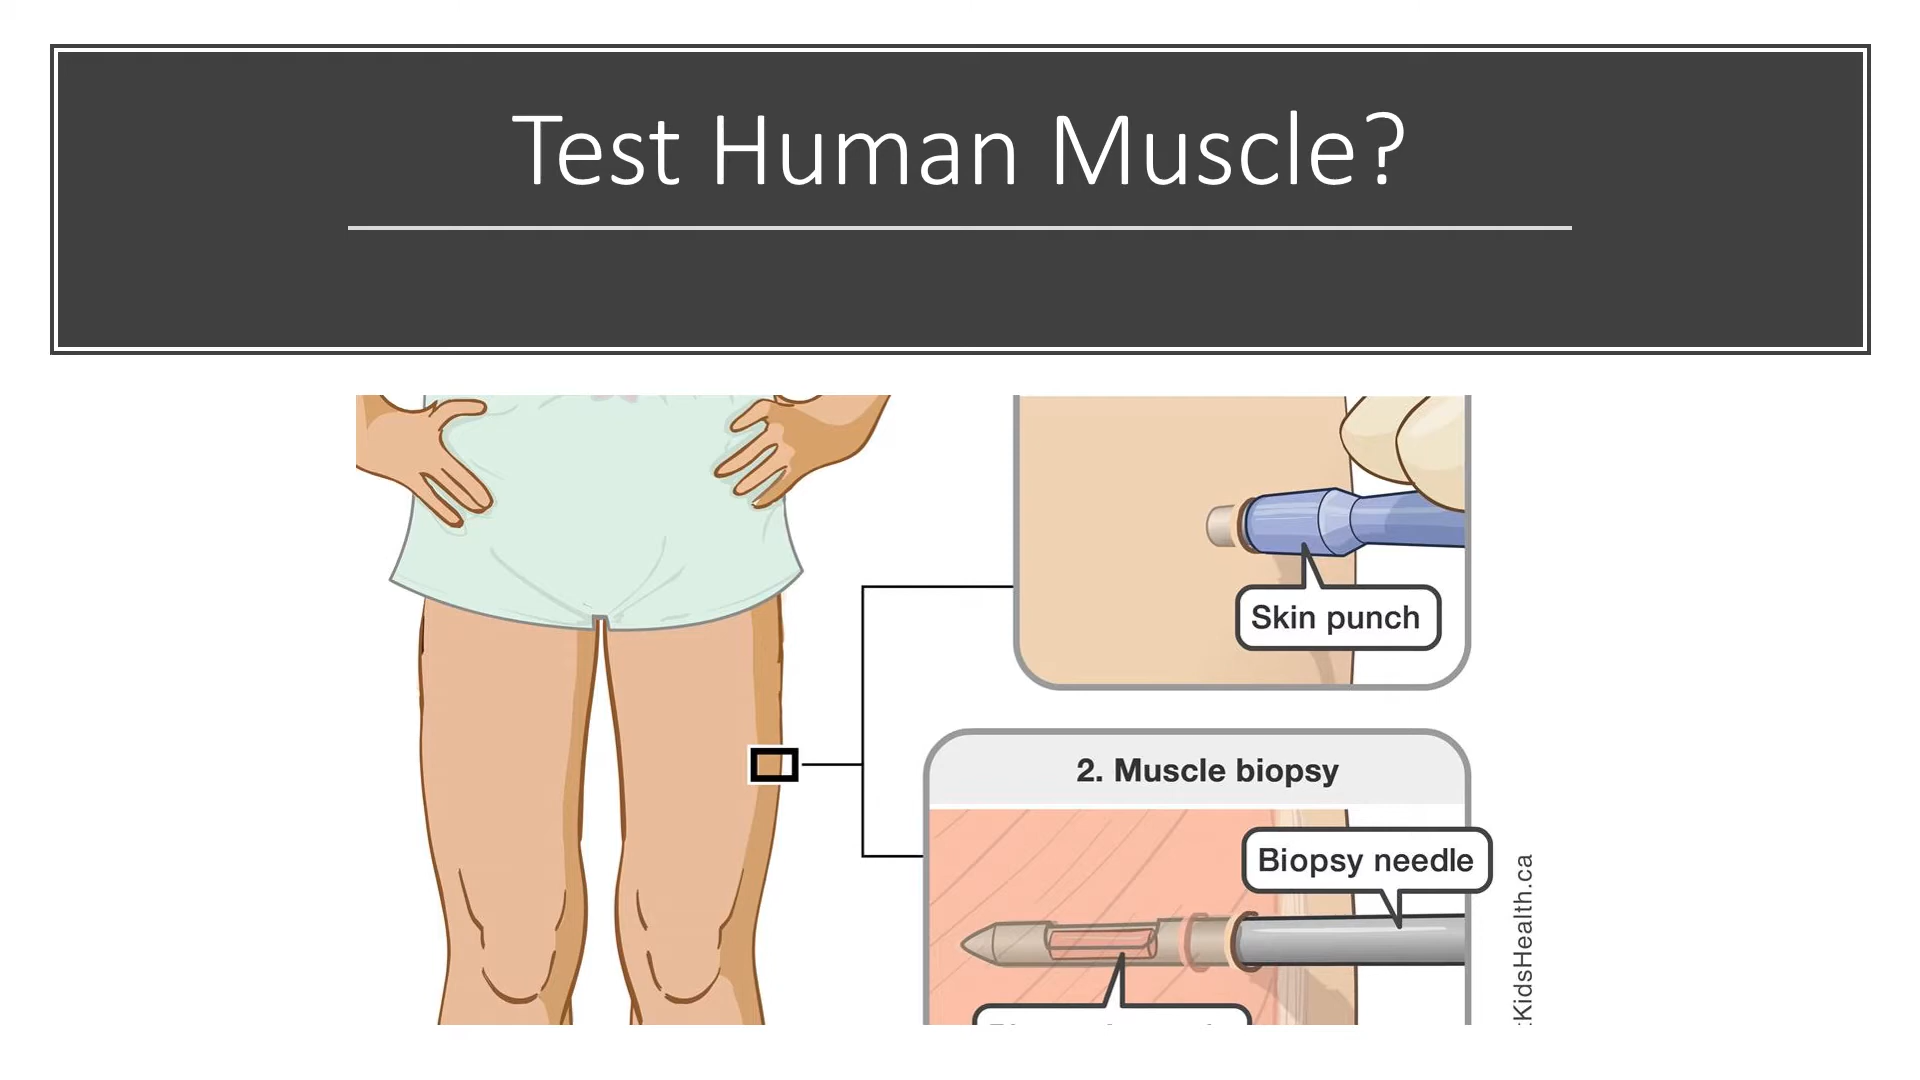 Test Human Muscle?
Skin punch
2. Muscle biopsy
Biopsy needle
KidsHealth.ca